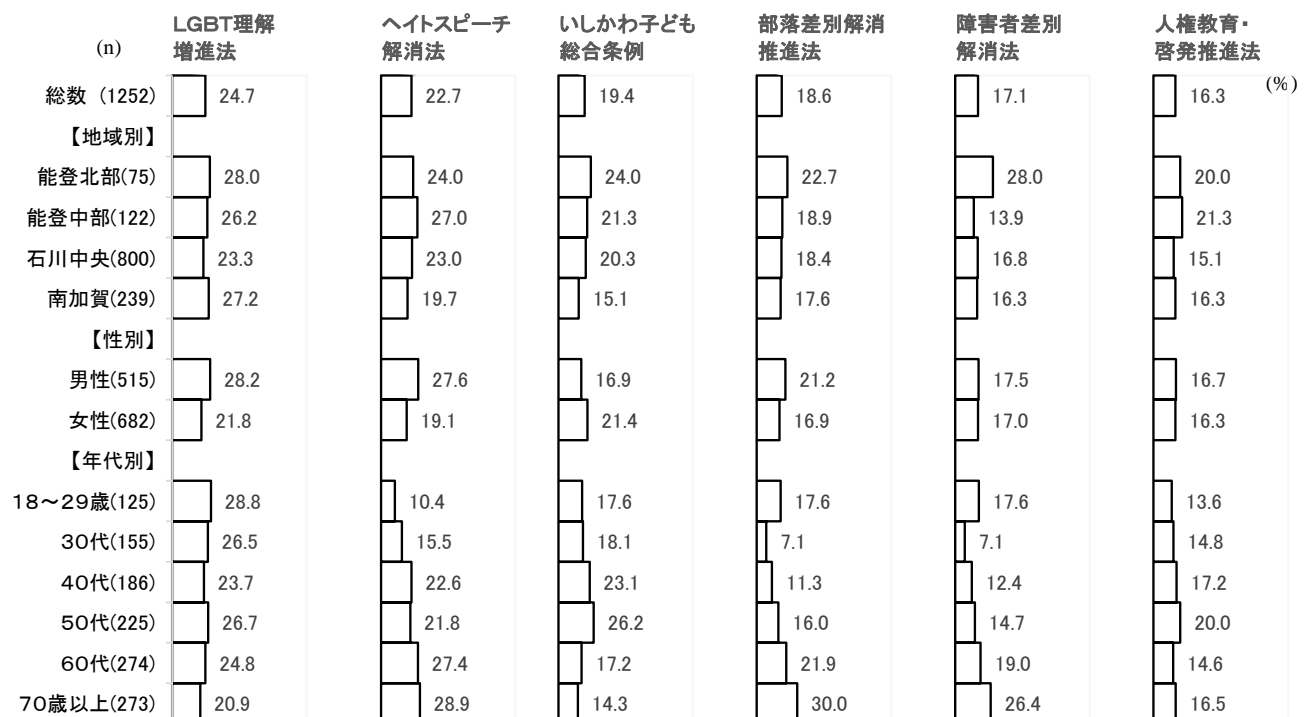 LGBT理解
増進法
ヘイトスピーチ
解消法
いしかわ子ども
総合条例
部落差別解消
推進法
障害者差別
解消法
人権教育・
啓発推進法
(n)
(%)
総数 (1252) 24.7 22.7 19.4 18.6 17.1 16.3
【地域別】
能登北部(75) 28.0 24.0 24.0 22.7 28.0 20.0
能登中部(122) 26.2 27.0 21.3 18.9 13.9 21.3
石川中央(800) 23.3 23.0 20.3 18.4 16.8 15.1
南加賀(239) 27.2 19.7 15.1 17.6 16.3 16.3
【性別】
男性(515) 28.2 27.6 16.9 21.2 17.5 16.7
女性(682) 21.8 19.1 21.4 16.9 17.0 16.3
【年代別】
18～29歳(125) 28.8 10.4 17.6 17.6 17.6 13.6
30代(155) 26.5 15.5 18.1 7.1 7.1 14.8
40代(186) 23.7 22.6 23.1 11.3 12.4 17.2
50代(225) 26.7 21.8 26.2 16.0 14.7 20.0
60代(274) 24.8 27.4 17.2 21.9 19.0 14.6
70歳以上(273) 20.9 28.9 14.3 30.0 26.4 16.5